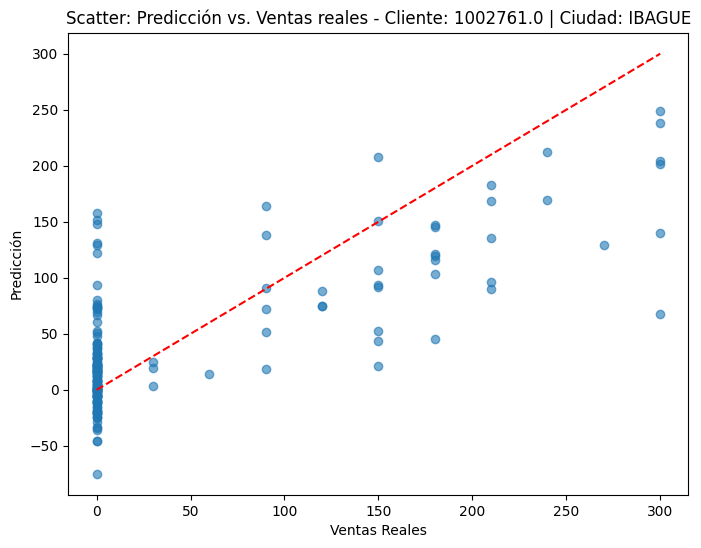 Scatter: Predicción vs. Ventas reales - Cliente: 1002761.0 | Ciudad: IBAGUE
300
250
200
150
100
50
0
−50
Predicción
0 50 100 150 200 250 300
Ventas Reales